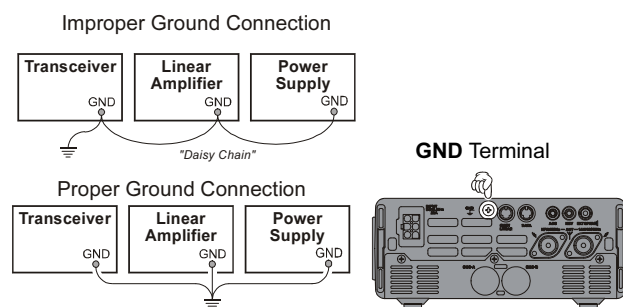 Improper Ground Connection
Transceiver
Linear
Amplifier
Power
Supply
GND
GND
GND
"Daisy Chain"
Proper Ground Connection
Transceiver
Linear
Amplifier
Power
Supply
GND
GND
GND
GND Terminal